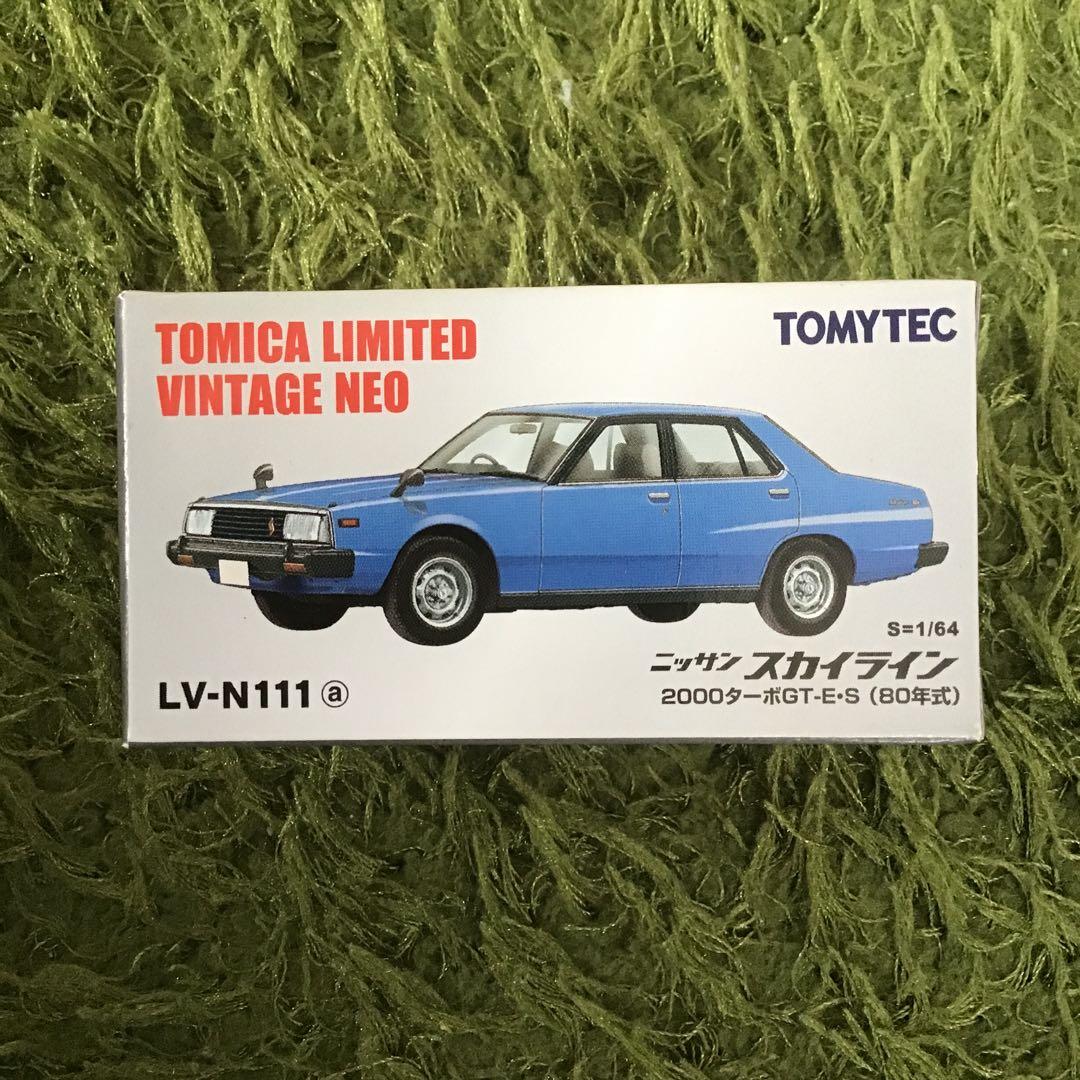 TOMICA LIMITED
VINTAGE NEO
TOMYTEC
S=1/64
ニッサン スカイライン
2000ターボGT-E・S（80年式）
LV-N111 ⓐ